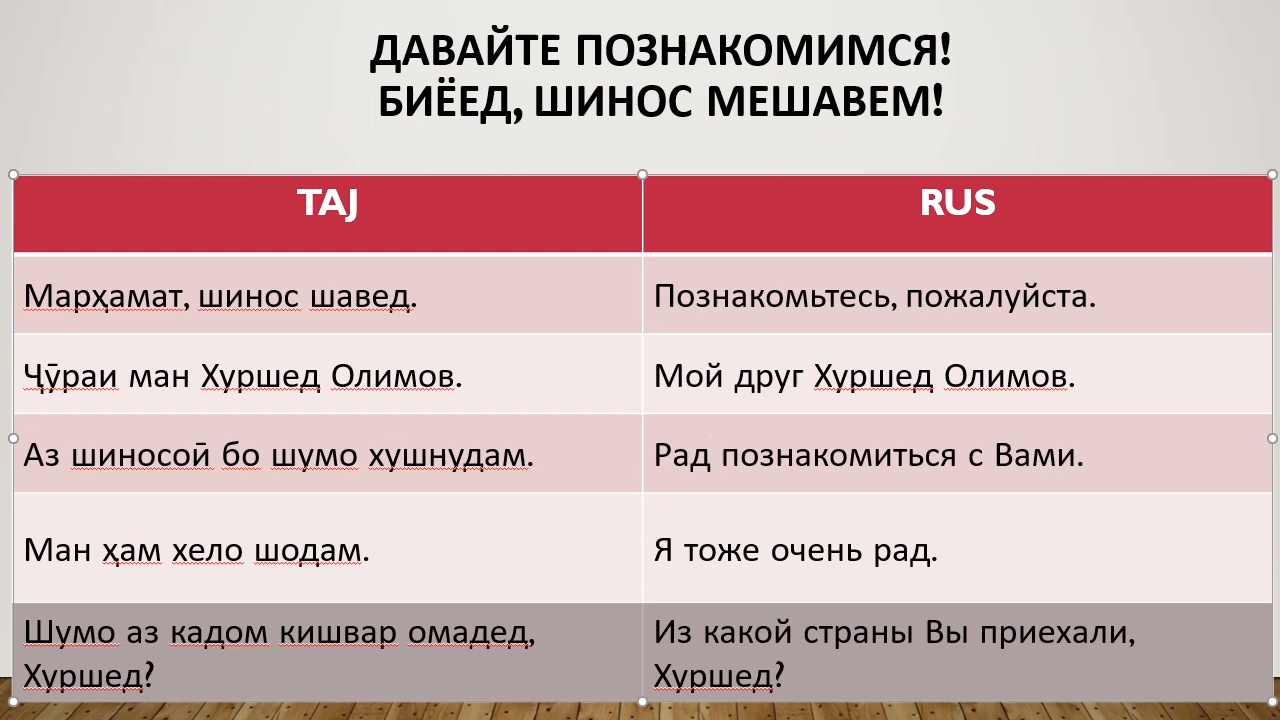 ДАВАЙТЕ ПОЗНАКОМИМСЯ!
БИЁЕД, ШИНОС МЕШАВЕМ!
TAJ RUS
Марҳамат, шинос шавед. Познакомьтесь, пожалуйста.
Ҷӯраи ман Хуршед Олимов. Мой друг Хуршед Олимов.
Аз шиносоӣ бо шумо хушнудам. Рад познакомиться с Вами.
Ман ҳам хело шодам. Я тоже очень рад.
Шумо аз кадом кишвар омадед,
Хуршед?
Из какой страны Вы приехали,
Хуршед?